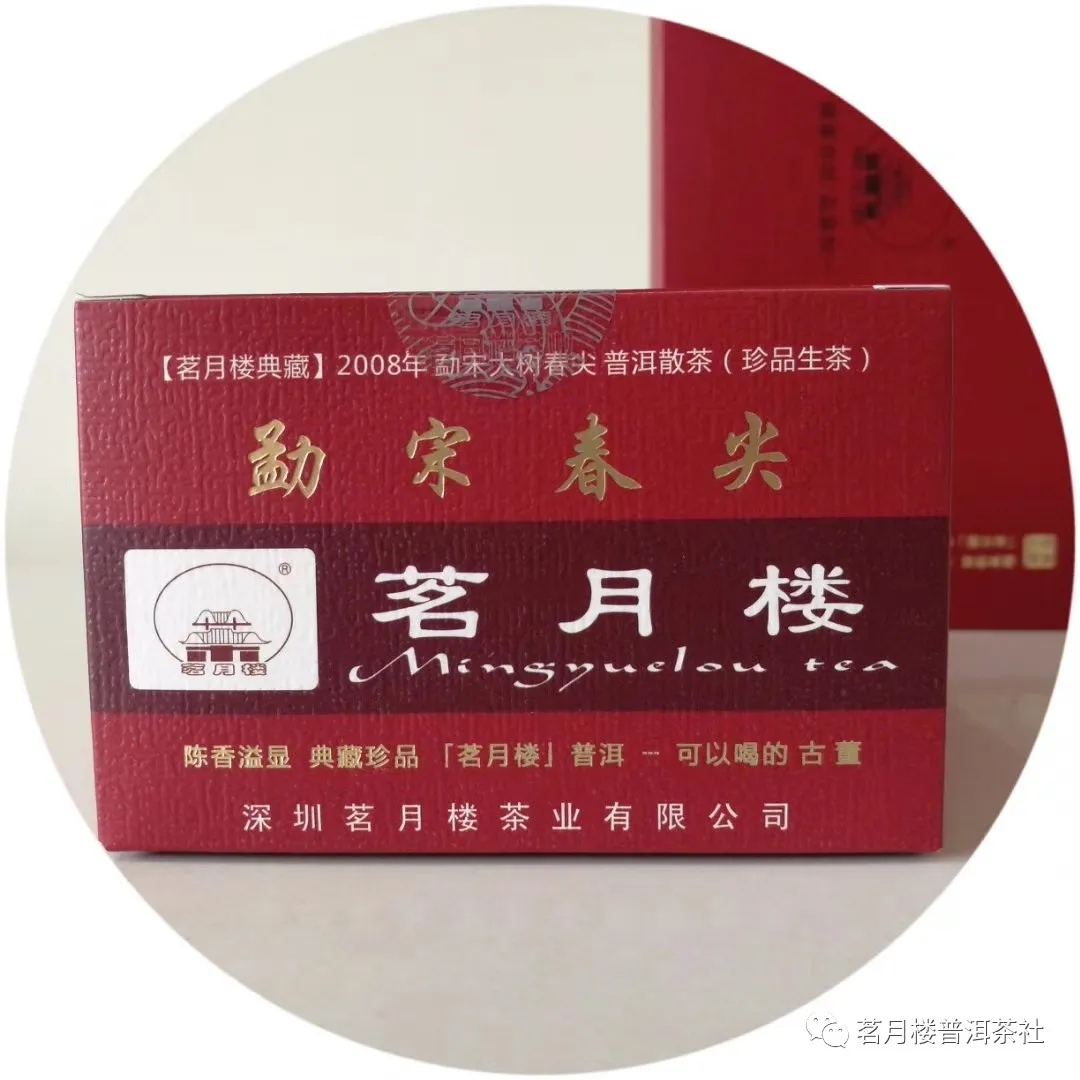 【茗月楼典藏】2008年 勐宋大树春尖 普洱散茶（珍品生茶）
勐宋春尖
®
茗月楼
茗月楼
Mingyuelou tea
陈香溢显 典藏珍品「茗月楼」普洱 --- 可以喝的 古董
深圳茗月楼茶业有限公司
茗月楼普洱茶社